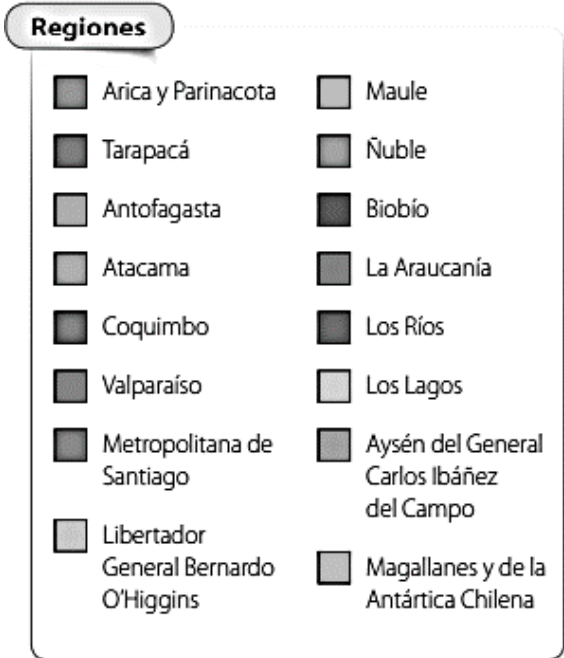 Regiones
Arica y Parinacota
Tarapacá
Antofagasta
Atacama
Coquimbo
Valparaíso
Metropolitana de
Santiago
Libertador
General Bernardo
O'Higgins
Maule
Ñuble
Biobío
La Araucanía
Los Ríos
Los Lagos
Aysén del General
Carlos Ibáñez
del Campo
Magallanes y de la
Antártica Chilena